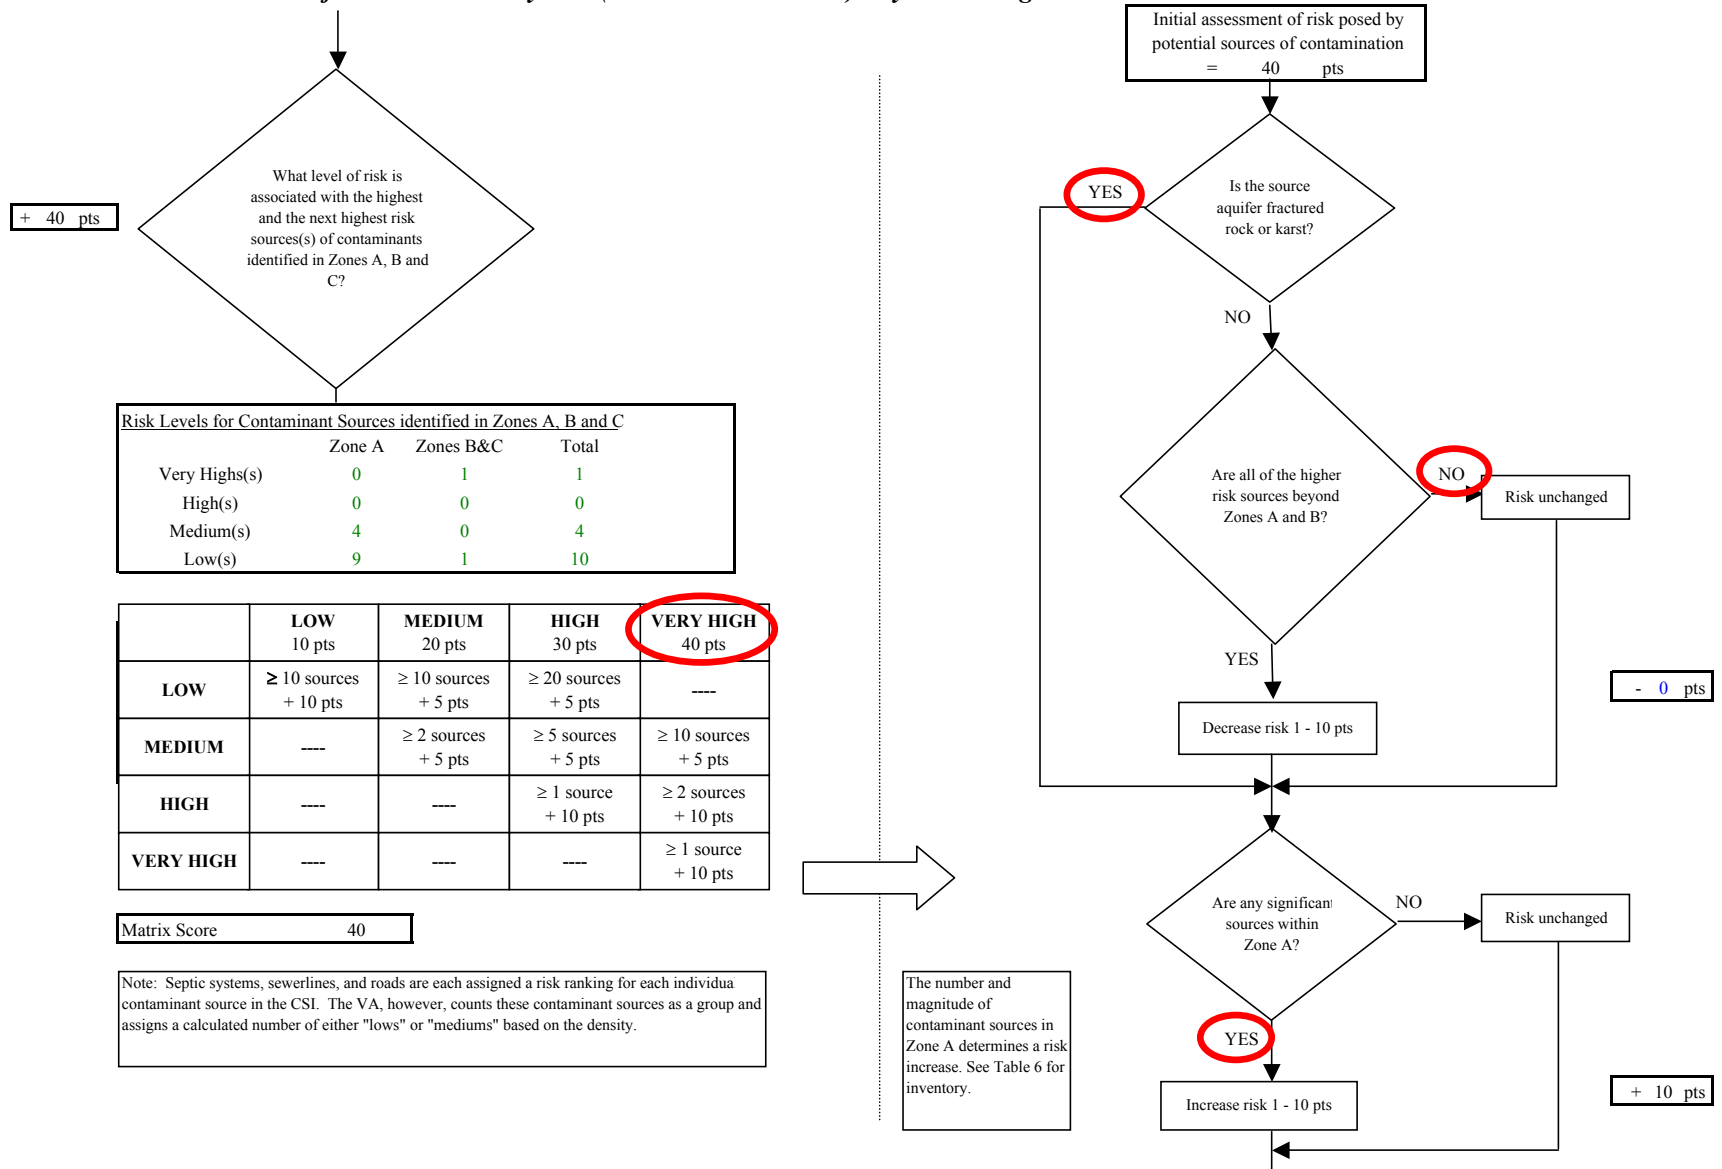 What level of risk is
associated with the highest
and the next highest risk
sources(s) of contaminants
identified in Zones A, B and
C?
+ 40 pts
Risk Levels for Contaminant Sources identified in Zones A, B and C
Zone A Zones B&C Total
Very Highs(s) 0 1 1
High(s) 0 0 0
Medium(s) 4 0 4
Low(s) 9 1 10
LOW MEDIUM HIGH VERY HIGH
10 pts 20 pts 30 pts 40 pts
LOW ≥ 10 sources ≥ 10 sources ≥ 20 sources ----
+ 10 pts + 5 pts + 5 pts
MEDIUM ---- ≥ 2 sources ≥ 5 sources ≥ 10 sources
+ 5 pts + 5 pts + 5 pts
HIGH ---- ---- ≥ 1 source ≥ 2 sources
+ 10 pts + 10 pts
VERY HIGH ---- ---- ---- ≥ 1 source
+ 10 pts
Matrix Score 40
Note: Septic systems, sewerlines, and roads are each assigned a risk ranking for each individua
contaminant source in the CSI. The VA, however, counts these contaminant sources as a group and
assigns a calculated number of either "lows" or "mediums" based on the density.
Initial assessment of risk posed by
potential sources of contamination
= 40 pts
Is the source
aquifer fractured
rock or karst?
YES
NO
Are all of the higher
risk sources beyond
Zones A and B?
NO
Risk unchanged
YES
- 0 pts
Decrease risk 1 - 10 pts
Are any significant
sources within
Zone A?
NO
Risk unchanged
The number and
magnitude of
contaminant sources in
Zone A determines a risk
increase. See Table 6 for
inventory.
YES
+ 10 pts
Increase risk 1 - 10 pts